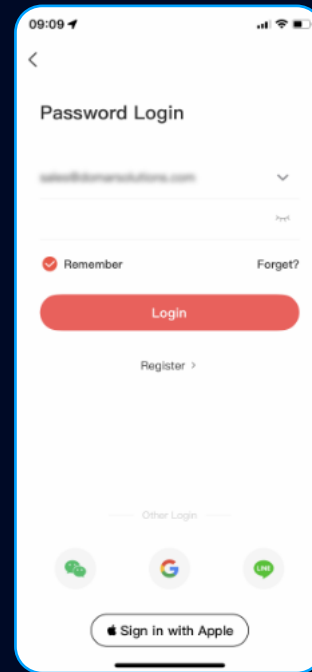 09:09
Password Login
Remember
Forget?
Login
Register >
Other Login
G
LINE
Sign in with Apple